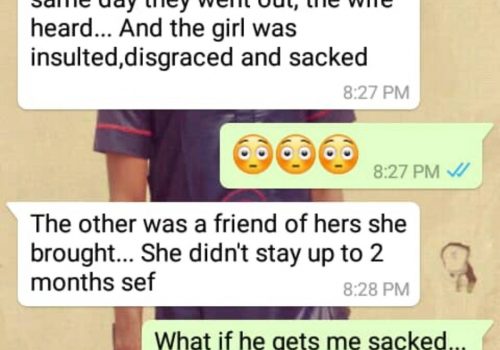 same day they went out, the wife
heard... And the girl was
insulted,disgraced and sacked
8:27 PM
😳😳😳
8:27 PM
The other was a friend of hers she
brought... She didn't stay up to 2
months sef
8:28 PM
What if he gets me sacked...